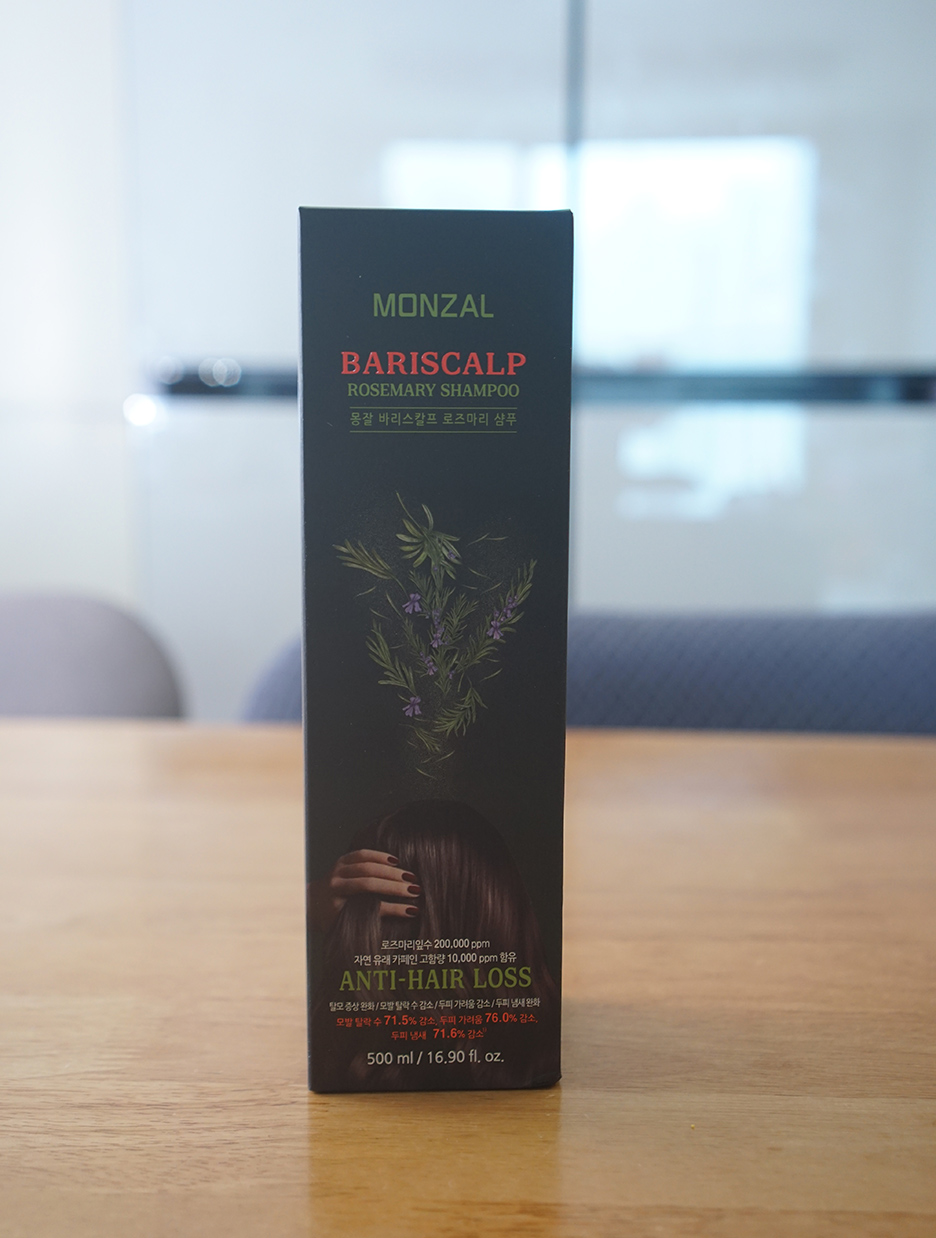 MONZAL
BARISCALP
ROSEMARY SHAMPOO
몽잘 바리스칼프 로즈마리 샴푸
로즈마리잎수 200,000 ppm
자연 유래 카페인 고함량 10,000 ppm 함유
ANTI-HAIR LOSS
탈모 증상 완화 / 모발 탈락 수 감소 / 두피 가려움 감소 / 두피 냄새 완화
모발 탈락 수 71.5% 감소, 두피 가려움 76.0% 감소,
두피 냄새 71.6% 감소
500 ml / 16.90 fl. oz.